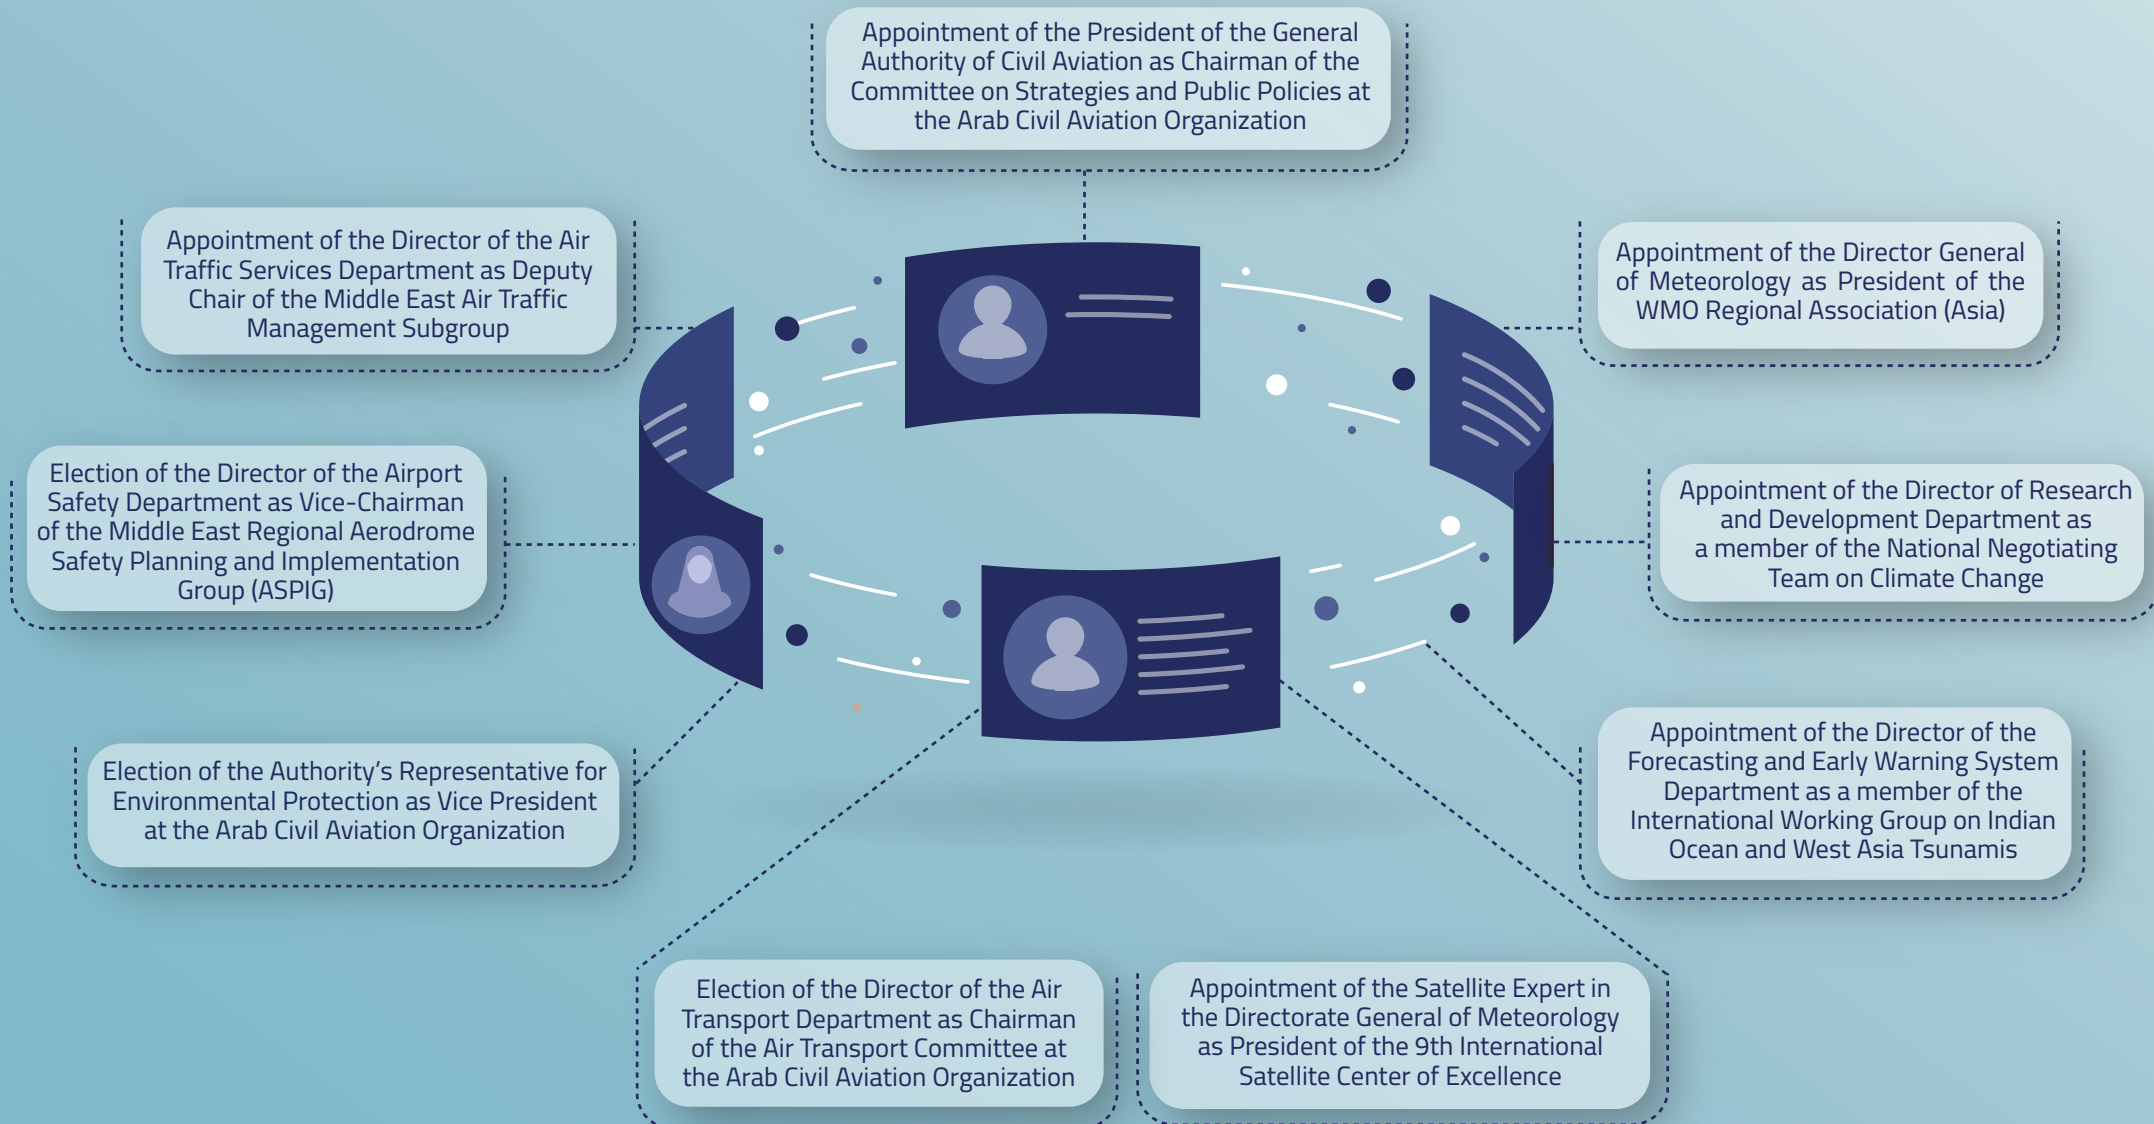 Appointment of the President of the General
Authority of Civil Aviation as Chairman of the
Committee on Strategies and Public Policies at
the Arab Civil Aviation Organization
Appointment of the Director of the Air
Traffic Services Department as Deputy
Chair of the Middle East Air Traffic
Management Subgroup
Appointment of the Director General
of Meteorology as President of the
WMO Regional Association (Asia)
Election of the Director of the Airport
Safety Department as Vice-Chairman
of the Middle East Regional Aerodrome
Safety Planning and Implementation
Group (ASPIG)
Appointment of the Director of Research
and Development Department as
a member of the National Negotiating
Team on Climate Change
Election of the Authority’s Representative for
Environmental Protection as Vice President
at the Arab Civil Aviation Organization
Appointment of the Director of the
Forecasting and Early Warning System
Department as a member of the
International Working Group on Indian
Ocean and West Asia Tsunamis
Election of the Director of the Air
Transport Department as Chairman
of the Air Transport Committee at
the Arab Civil Aviation Organization
Appointment of the Satellite Expert in
the Directorate General of Meteorology
as President of the 9th International
Satellite Center of Excellence